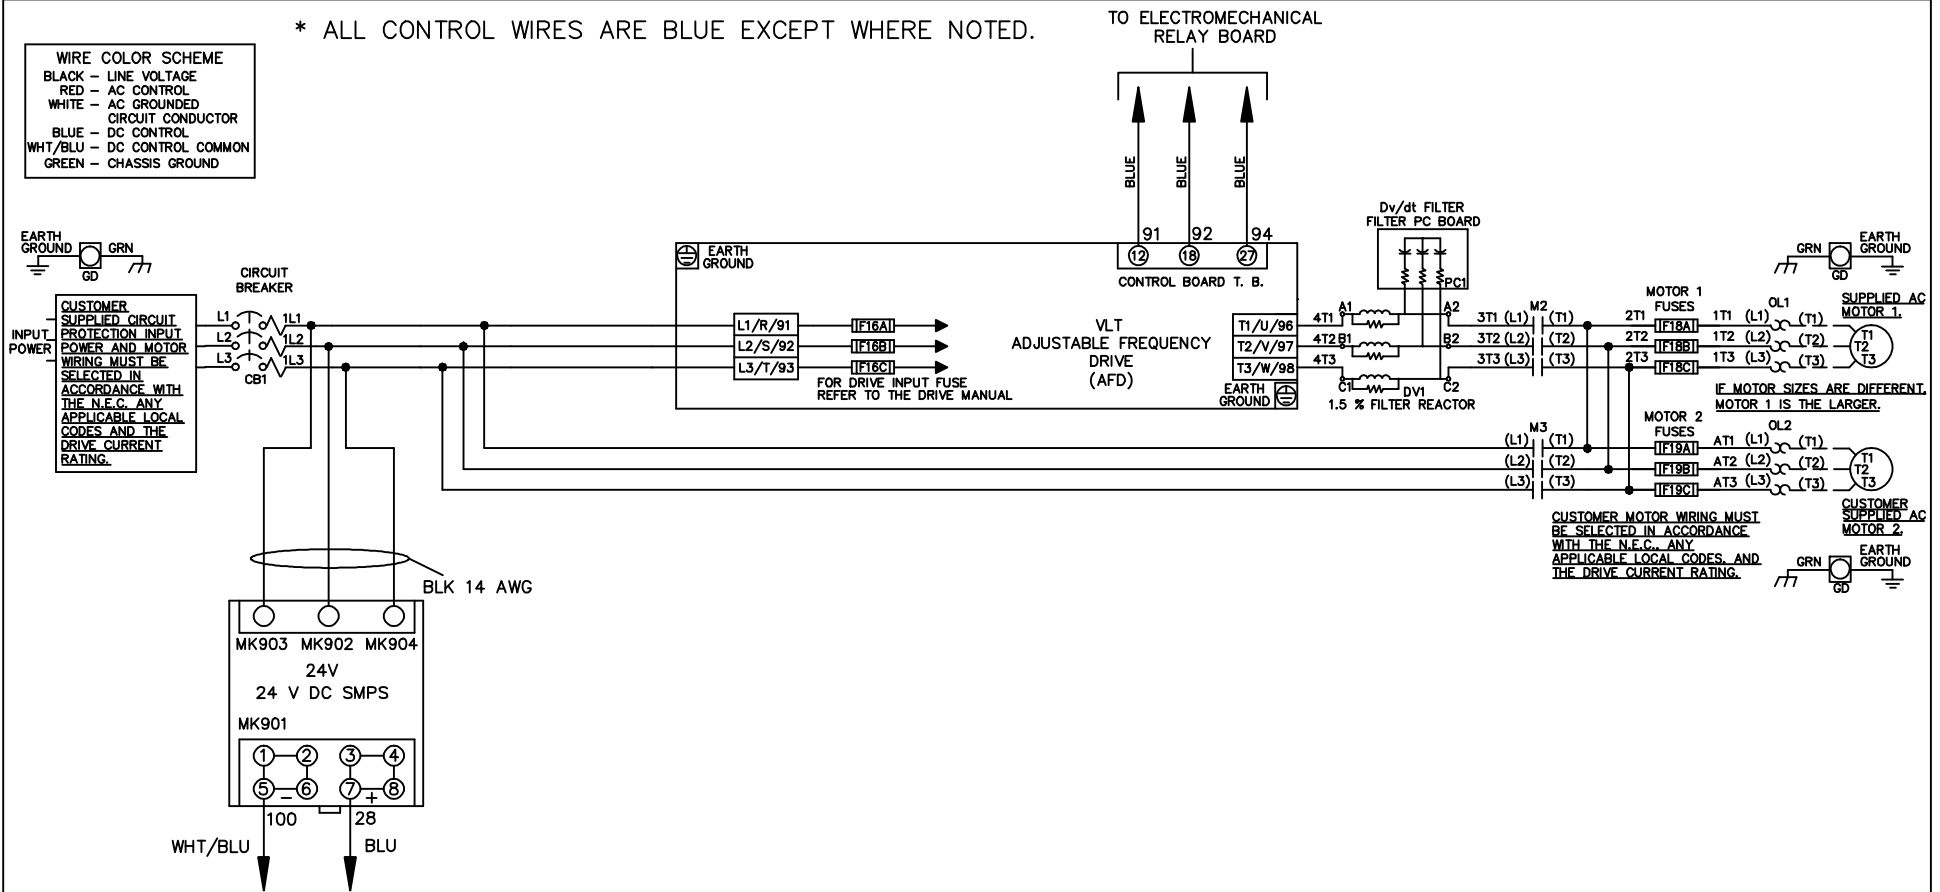 * ALL CONTROL WIRES ARE BLUE EXCEPT WHERE NOTED.
WIRE COLOR SCHEME
BLACK – LINE VOLTAGE
RED – AC CONTROL
WHITE – AC GROUNDED
CIRCUIT CONDUCTOR
BLUE – DC CONTROL
WHT/BLU – DC CONTROL COMMON
GREEN – CHASSIS GROUND
TO ELECTROMECHANICAL
RELAY BOARD
BLUE
BLUE
BLUE
91
92
94
12
18
27
CONTROL BOARD T. B.
EARTH
GROUND
GRN
GD
INPUT
POWER
CUSTOMER
SUPPLIED CIRCUIT
PROTECTION INPUT
POWER AND MOTOR
WIRING MUST BE
SELECTED IN
ACCORDANCE WITH
THE N.E.C. ANY
APPLICABLE LOCAL
CODES AND THE
DRIVE CURRENT
RATING.
CIRCUIT
BREAKER
L1
1L1
L2
1L2
L3
1L3
CB1
EARTH
GROUND
L1/R/91
L2/S/92
L3/T/93
F16A
F16B
F16C
FOR DRIVE INPUT FUSE
REFER TO THE DRIVE MANUAL
VLT
ADJUSTABLE FREQUENCY
DRIVE
(AFD)
T1/U/96
T2/V/97
T3/W/98
EARTH
GROUND
Dv/dt FILTER
FILTER PC BOARD
PC1
4T1
A1
A2
4T2
B1
B2
4T3
C1
C2
DV1
1.5 % FILTER REACTOR
M2
3T1 (L1) (T1)
3T2 (L2) (T2)
3T3 (L3) (T3)
MOTOR 1
FUSES
2T1
F18A
1T1 (L1)
2T2
F18B
1T2 (L2)
2T3
F18C
1T3 (L3)
OL1
(T1)
(T2)
(T3)
GRN
GD
EARTH
GROUND
SUPPLIED AC
MOTOR 1.
T1
T2
T3
IF MOTOR SIZES ARE DIFFERENT,
MOTOR 1 IS THE LARGER.
M3
(L1) (T1)
(L2) (T2)
(L3) (T3)
MOTOR 2
FUSES
F19A
AT1 (L1)
F19B
AT2 (L2)
F19C
AT3 (L3)
OL2
(T1)
(T2)
(T3)
T1
T2
T3
CUSTOMER
SUPPLIED AC
MOTOR 2.
CUSTOMER MOTOR WIRING MUST
BE SELECTED IN ACCORDANCE
WITH THE N.E.C., ANY
APPLICABLE LOCAL CODES, AND
THE DRIVE CURRENT RATING.
GRN
GD
EARTH
GROUND
BLK 14 AWG
MK903 MK902 MK904
24V
24 V DC SMPS
MK901
1 2 3 4
5 6 7 8
– +
100
28
WHT/BLU
BLU